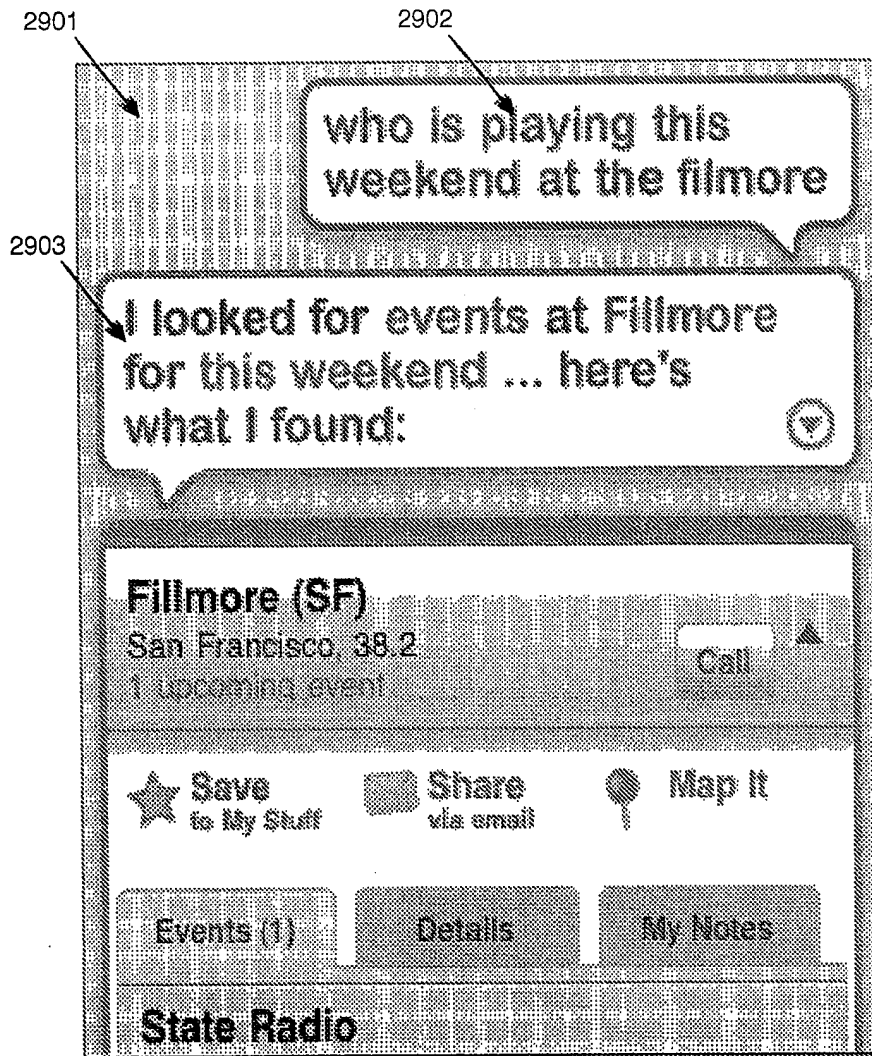 2901
2902
who is playing this
weekend at the filmore
2903
I looked for events at Fillmore
for this weekend ... here's
what I found:
Fillmore (SF)
San Francisco, 38.2
1 upcoming event
Call
Save
to My Stuff
Share
via email
Map It
Events (1)
Details
My Notes
State Radio